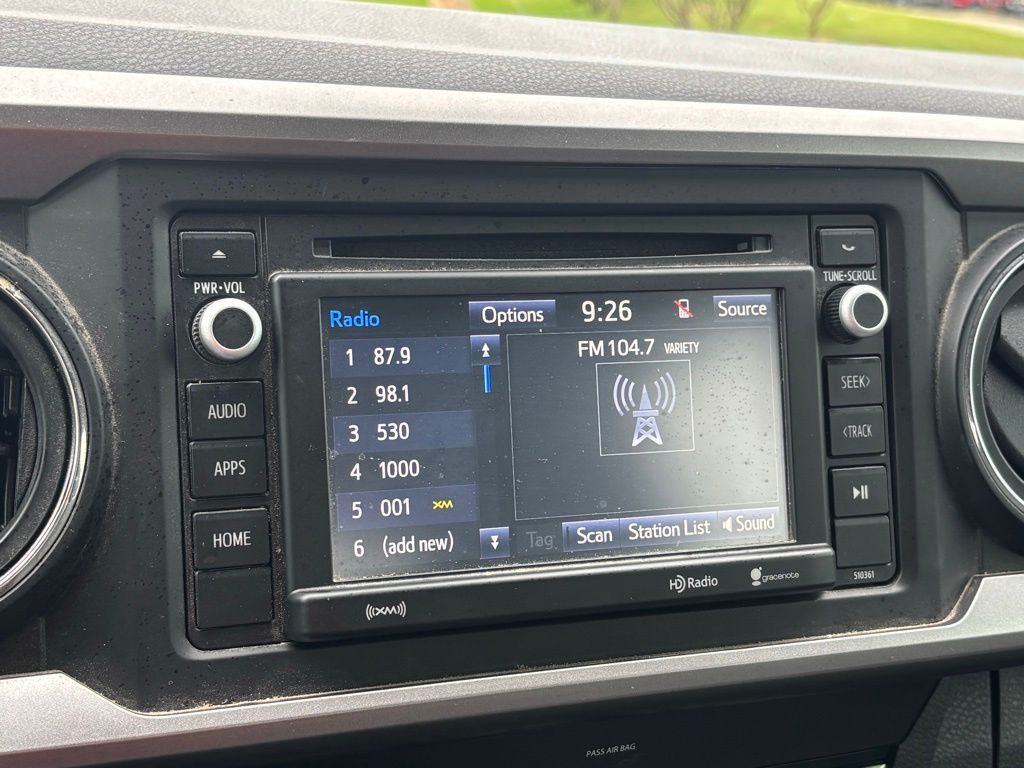 PWR·VOL
AUDIO
APPS
HOME
Radio
Options
9:26
Source
1 87.9
2 98.1
3 530
4 1000
5 001 XM
6 (add new)
FM 104.7 VARIETY
Tag
Scan
Station List
Sound
((XM))
HD Radio
gracenote
TUNE·SCROLL
SEEK>
<TRACK
510361
PASS AIR BAG